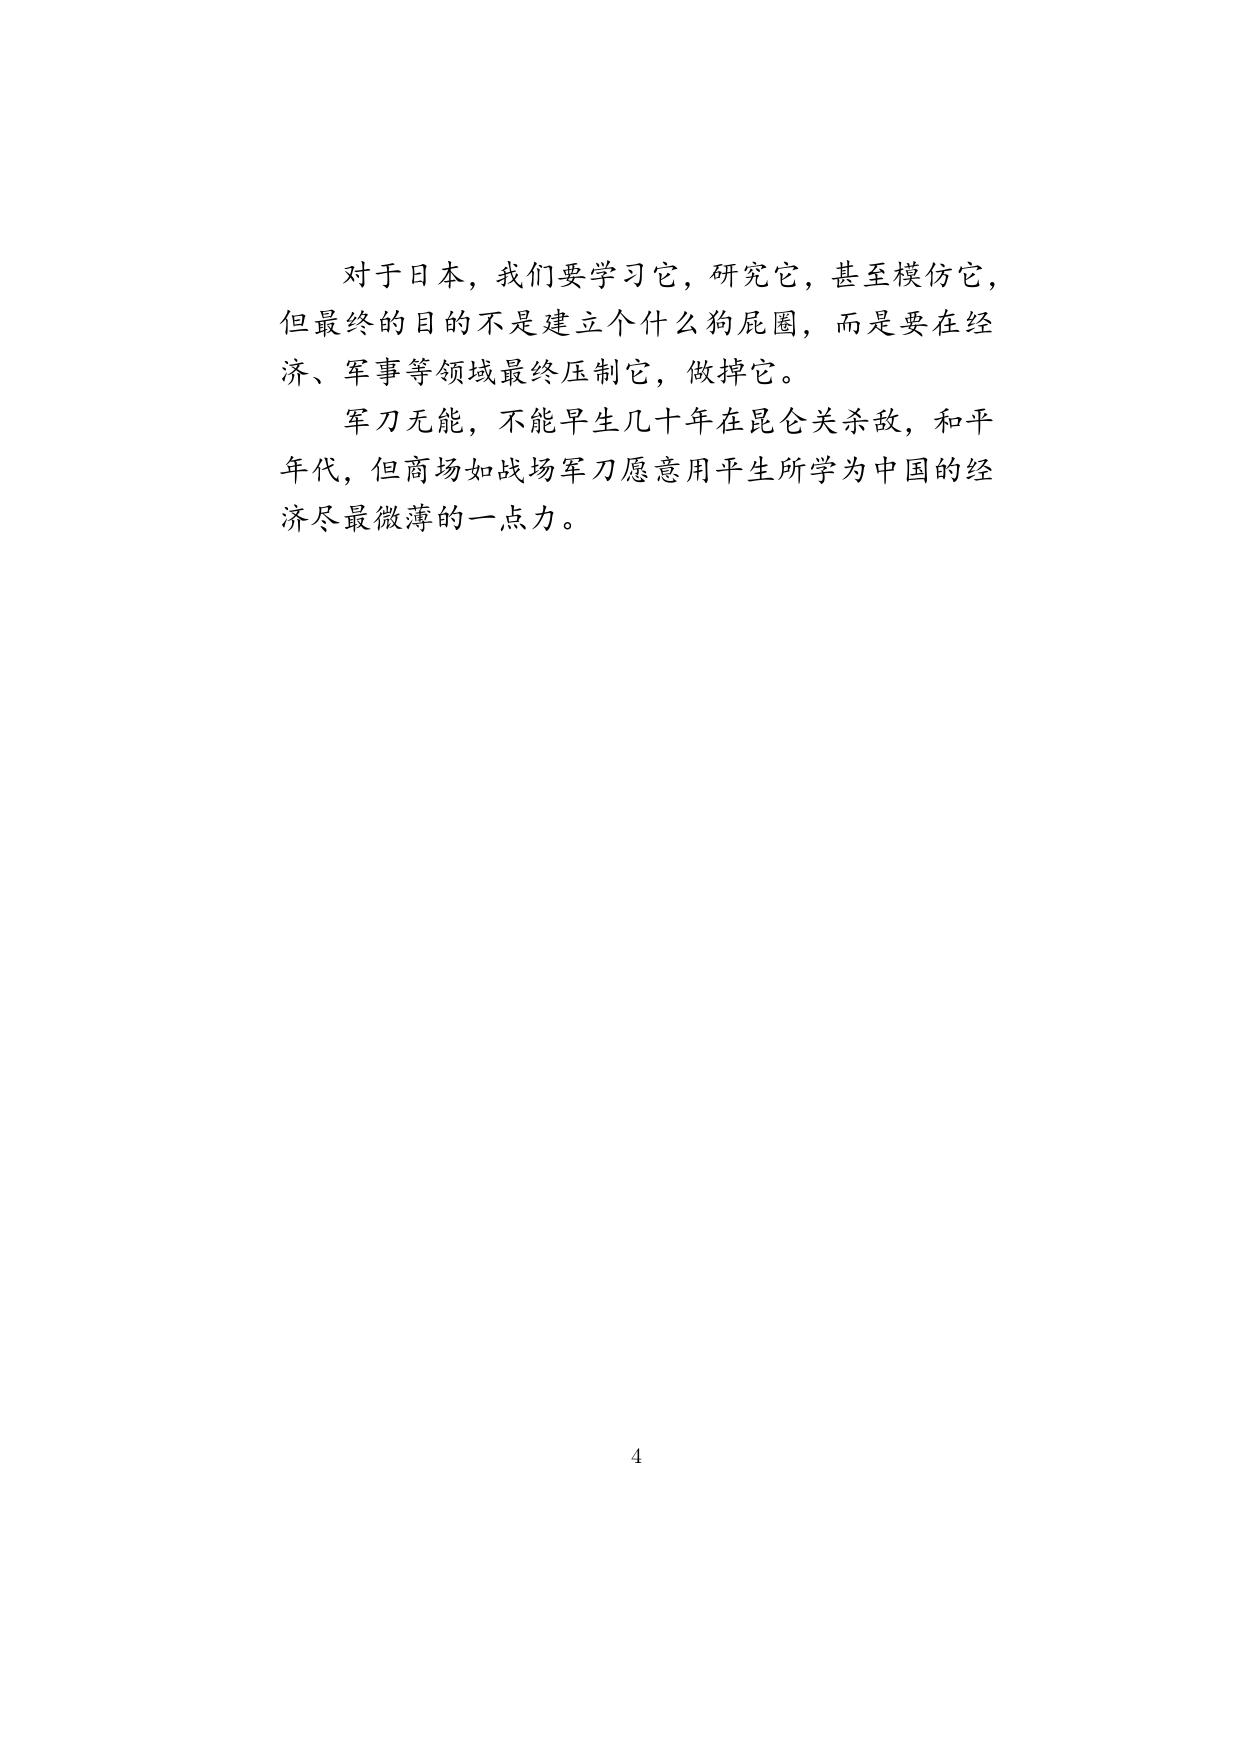 对于日本，我们要学习它，研究它，甚至模仿它，
但最终的目的不是建立个什么狗屁圈，而是要在经
济、军事等领域最终压制它，做掉它。
军刀无能，不能早生几十年在昆仑关杀敌，和平
年代，但商场如战场军刀愿意用平生所学为中国的经
济尽最微薄的一点力。
4